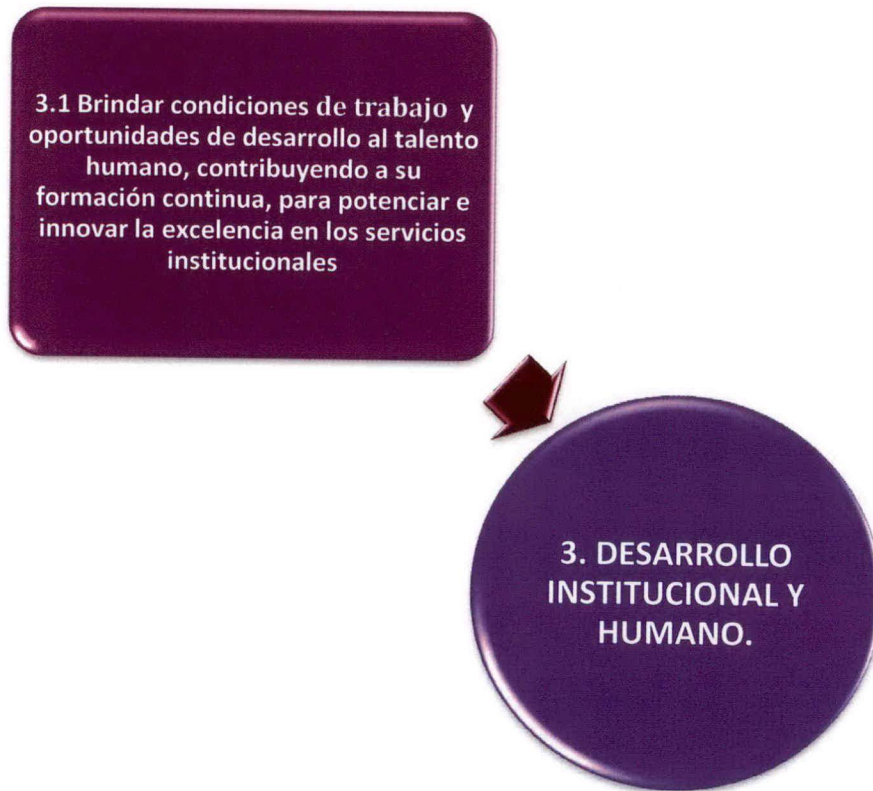 3.1 Brindar condiciones de trabajo y
oportunidades de desarrollo al talento
humano, contribuyendo a su
formación continua, para potenciar e
innovar la excelencia en los servicios
institucionales
3. DESARROLLO
INSTITUCIONAL Y
HUMANO.